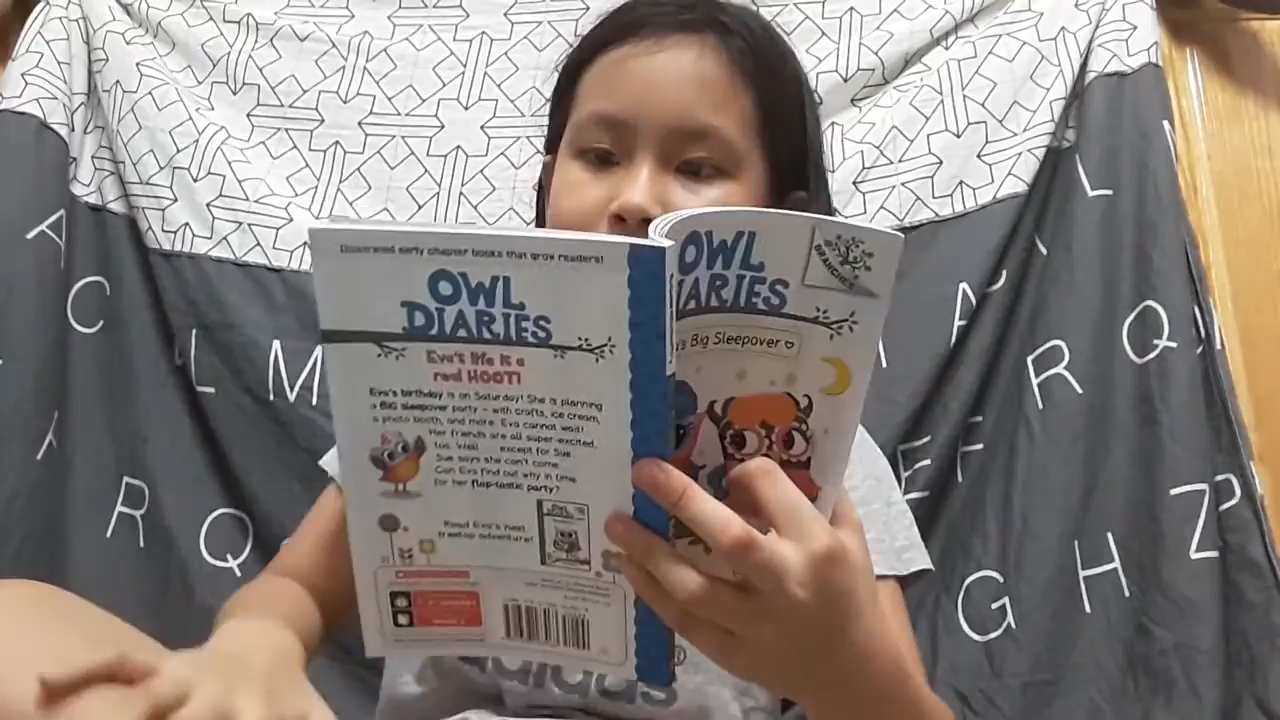 Illustrated early chapter books that grow readers!
OWL
DIARIES
Eva's life is a
real HOOT!
Eva's birthday is on Saturday! She is planning
a BIG sleepover party – with crafts, ice cream,
a photo booth, and more. Eva cannot wait!
Her friends are all super-excited,
too. Well ... except for Sue.
Sue says she can't come.
Can Eva find out why in time
for her flap-tastic party?
Read Eva's next
treetop adventure!
OWL
OWL
IARIES
BRANCHES
's Big Sleepover
adidas
A
C
L M
R Q
L
A
R Q
E F
Z P
G H